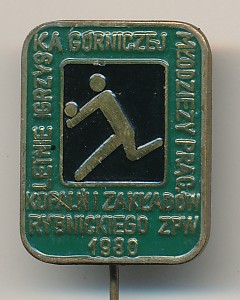 LETNIE IGRZYSKA GÓRNICZEJ MŁODZIEŻY PRAC.
KOPALŃ I ZAKŁADÓW
RYBNICKIEGO ZPW
1980